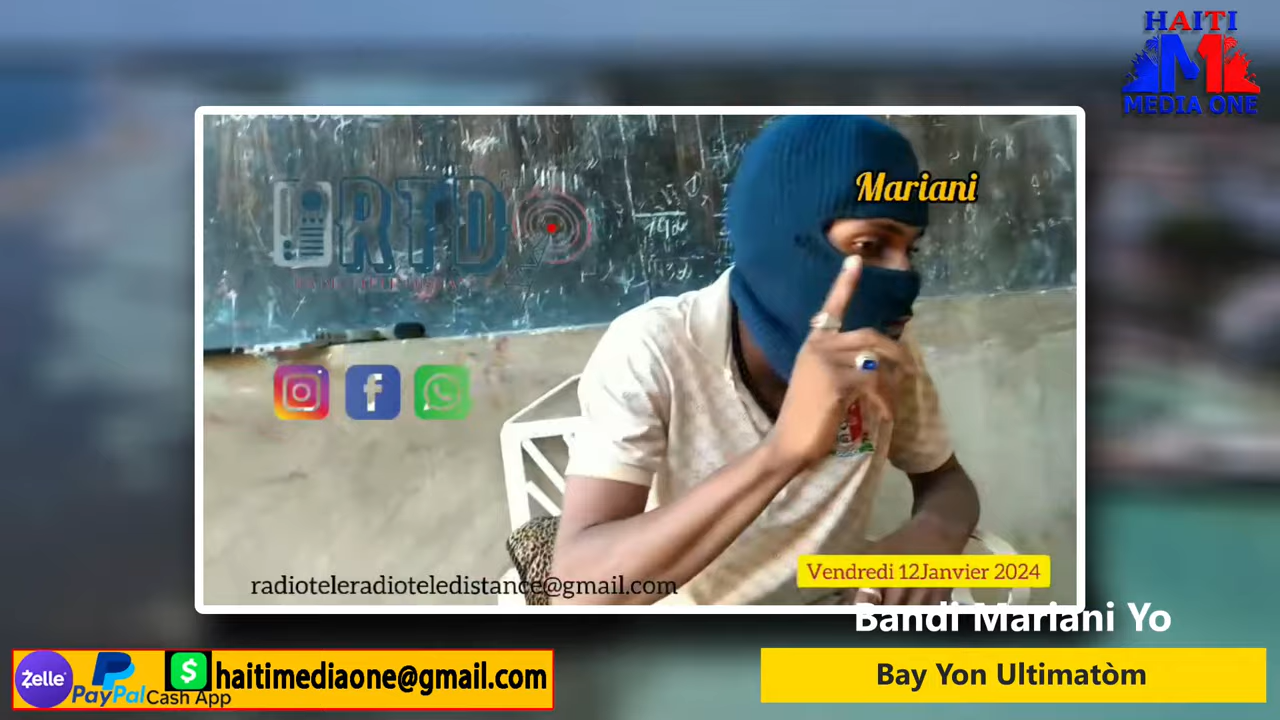 HAITI
MEDIA ONE
Mariani
RTD
radioteleradioteledistance@gmail.com
Vendredi 12Janvier 2024
Bandi Mariani Yo
Bay Yon Ultimatòm
Zelle
PayPal
$
Cash App
haitimediaone@gmail.com